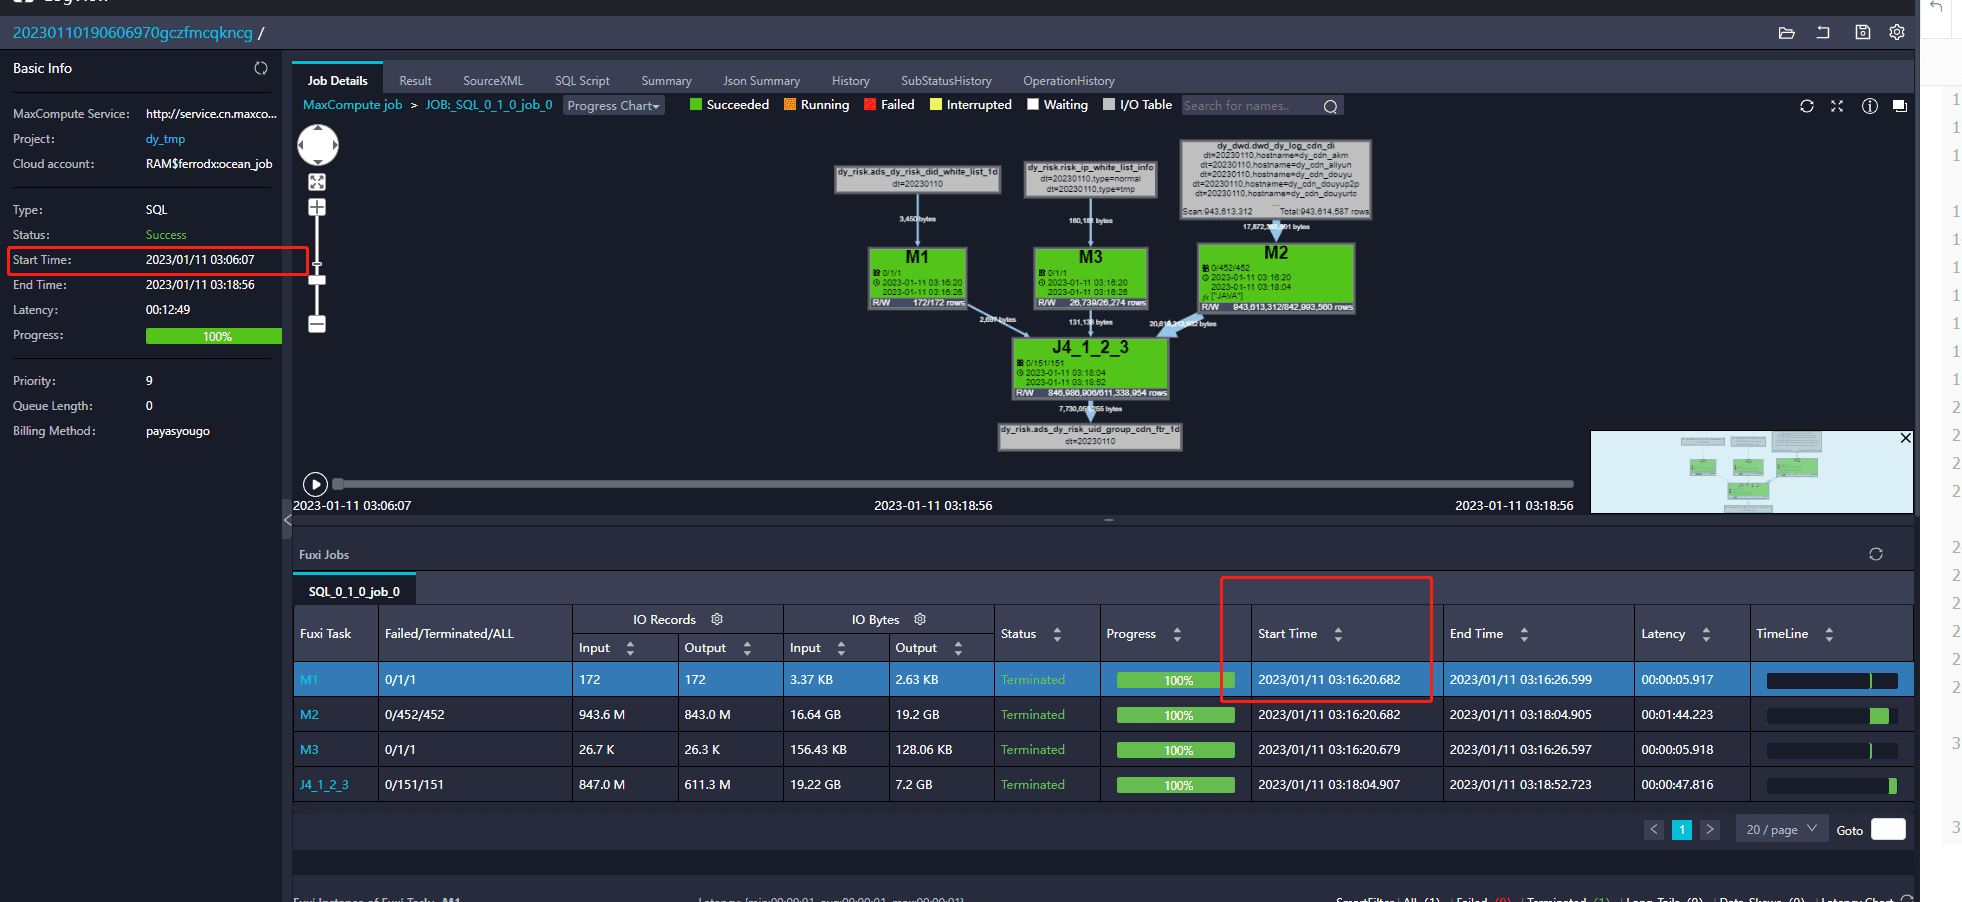 20230110190606970gczfmcqkncg /
Basic Info
MaxCompute Service: http://service.cn.maxco...
Project: dy_tmp
Cloud account: RAM$ferrodx:ocean_job
Type: SQL
Status: Success
Start Time: 2023/01/11 03:06:07
End Time: 2023/01/11 03:18:56
Latency: 00:12:49
Progress: 100%
Priority: 9
Queue Length: 0
Billing Method: payasyougo
Job Details Result SourceXML SQL Script Summary Json Summary History SubStatusHistory OperationHistory
MaxCompute job > JOB:_SQL_0_1_0_job_0 Progress Chart Succeeded Running Failed Interrupted Waiting I/O Table Search for names..
dy_risk.ads_dy_risk_did_white_list_1d
dt=20230110
dy_risk.risk_ip_white_list_info
dt=20230110,type=normal
dt=20230110,type=tmp
dy_dwd.dwd_dy_log_cdn_di
dt=20230110,hostname=dy_cdn_akm
dt=20230110,hostname=dy_cdn_aliyun
dt=20230110,hostname=dy_cdn_douyu
dt=20230110,hostname=dy_cdn_douyup2p
dt=20230110,hostname=dy_cdn_douyurtc
...
Scan:943,613,312 Total:943,614,587 rows
3,450 bytes
160,181 bytes
M1
0/1/1
2023-01-11 03:16:20
2023-01-11 03:16:26
R/W 172/172 rows
M3
0/1/1
2023-01-11 03:16:20
2023-01-11 03:16:26
R/W 26,739/26,274 rows
M2
0/452/452
2023-01-11 03:16:20
2023-01-11 03:18:04
["JAVA"]
R/W 943,613,312/842,993,560 rows
2,697 bytes
131,136 bytes
J4_1_2_3
0/151/151
2023-01-11 03:18:04
2023-01-11 03:18:52
R/W 846,986,906/611,338,954 rows
dy_risk.ads_dy_risk_uid_group_cdn_ftr_1d
dt=20230110
2023-01-11 03:06:07 2023-01-11 03:18:56 2023-01-11 03:18:56
Fuxi Jobs
SQL_0_1_0_job_0
Fuxi Task Failed/Terminated/ALL IO Records IO Bytes Status Progress Start Time End Time Latency TimeLine
Input Output Input Output
M1 0/1/1 172 172 3.37 KB 2.63 KB Terminated 100% 2023/01/11 03:16:20.682 2023/01/11 03:16:26.599 00:00:05.917
M2 0/452/452 943.6 M 843.0 M 16.64 GB 19.2 GB Terminated 100% 2023/01/11 03:16:20.682 2023/01/11 03:18:04.905 00:01:44.223
M3 0/1/1 26.7 K 26.3 K 156.43 KB 128.06 KB Terminated 100% 2023/01/11 03:16:20.679 2023/01/11 03:16:26.597 00:00:05.918
J4_1_2_3 0/151/151 847.0 M 611.3 M 19.22 GB 7.2 GB Terminated 100% 2023/01/11 03:18:04.907 2023/01/11 03:18:52.723 00:00:47.816
< 1 > 20 / page Goto